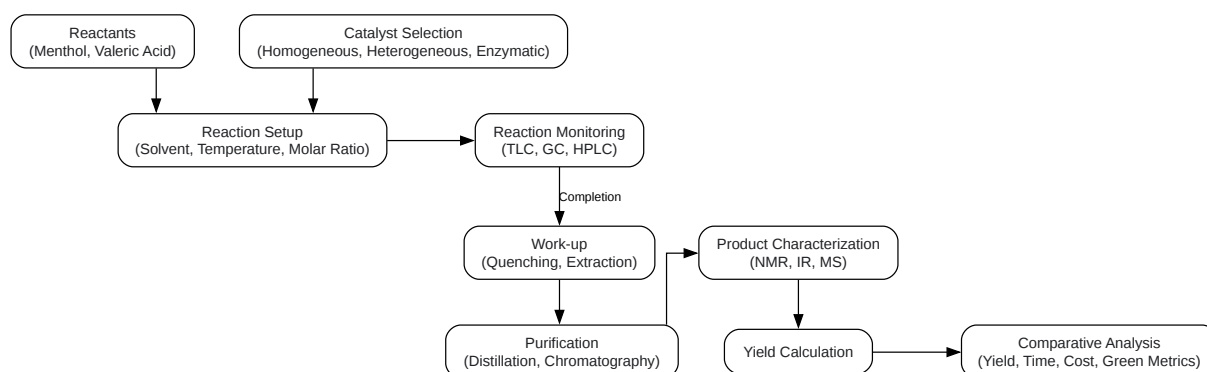 Reactants
(Menthol, Valeric Acid)
Catalyst Selection
(Homogeneous, Heterogeneous, Enzymatic)
Reaction Setup
(Solvent, Temperature, Molar Ratio)
Reaction Monitoring
(TLC, GC, HPLC)
Completion
Work-up
(Quenching, Extraction)
Product Characterization
(NMR, IR, MS)
Purification
(Distillation, Chromatography)
Yield Calculation
Comparative Analysis
(Yield, Time, Cost, Green Metrics)